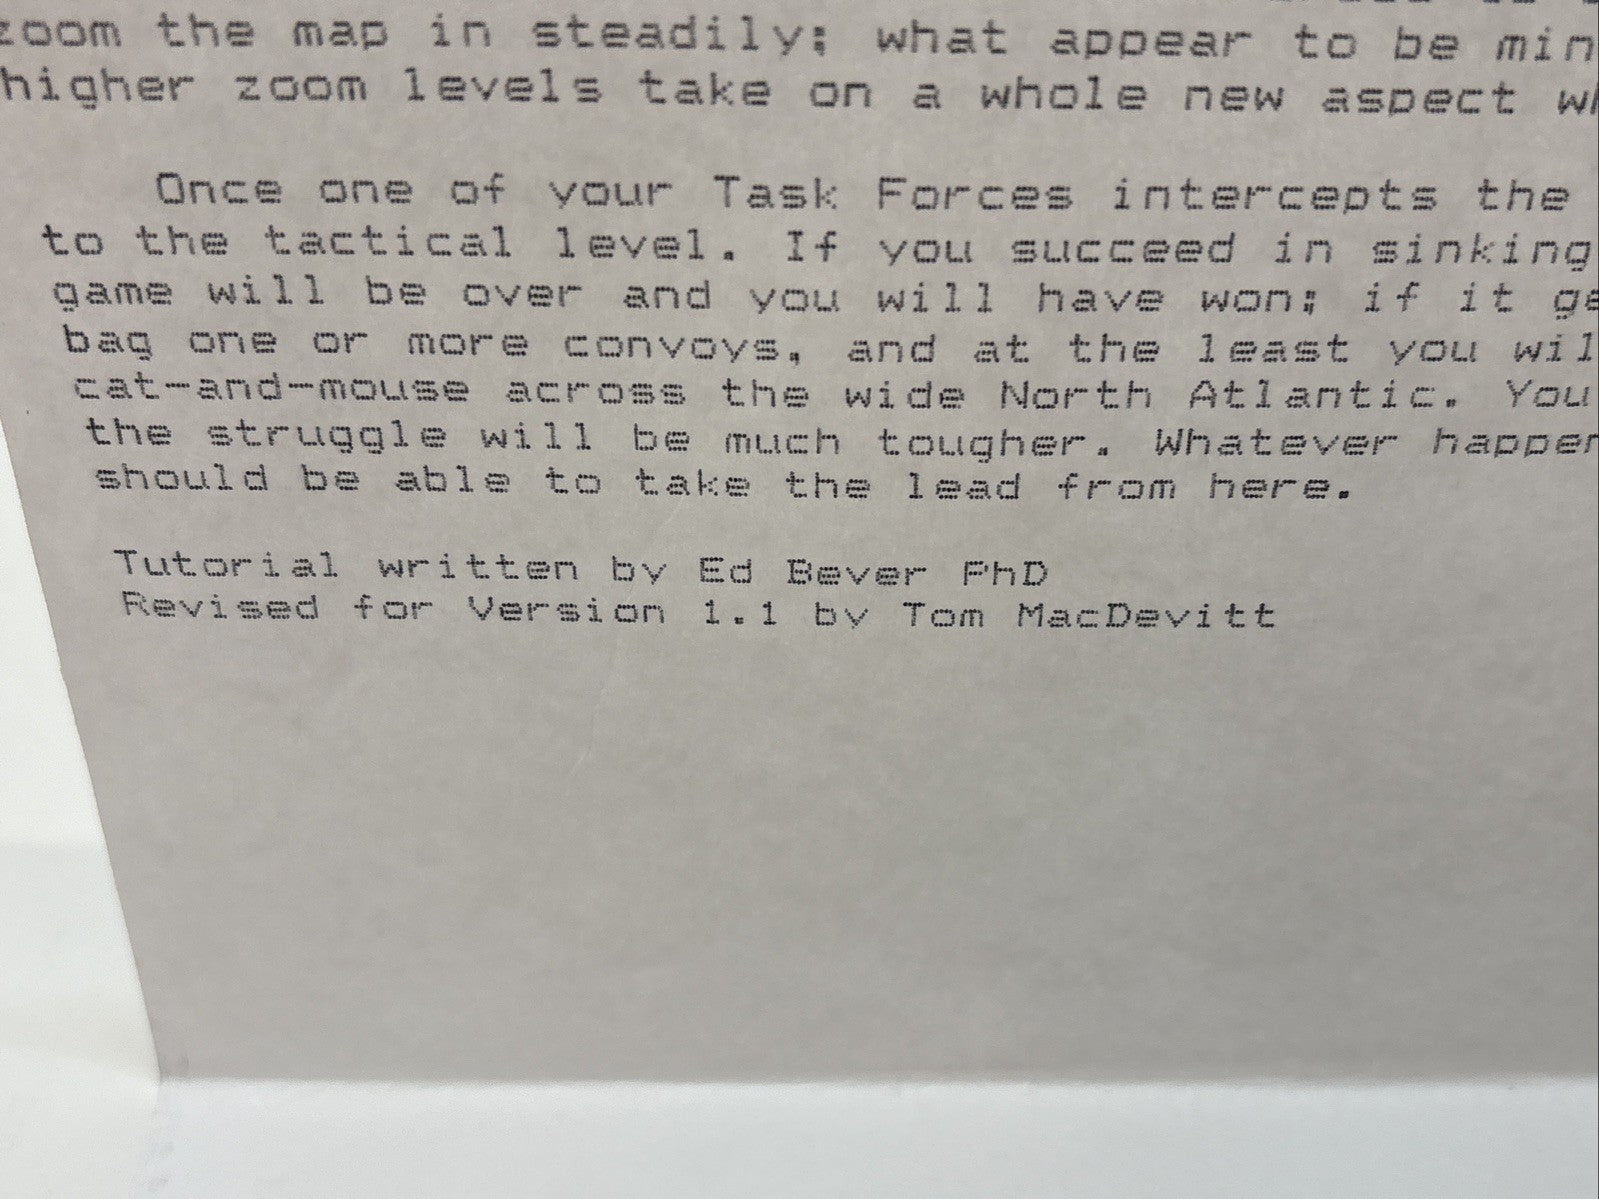 zoom the map in steadily; what appear to be min
higher zoom levels take on a whole new aspect
Once one of your Task Forces intercepts the
to the tactical level. If you succeed in sinking
game will be over and you will have won; if it
bag one or more convoys, and at the least you
cat-and-mouse across the wide North Atlantic. You
the struggle will be much tougher. Whatever
should be able to take the lead from here.
Tutorial written by Ed Bever PhD
Revised for Version 1.1 by Tom MacDevitt